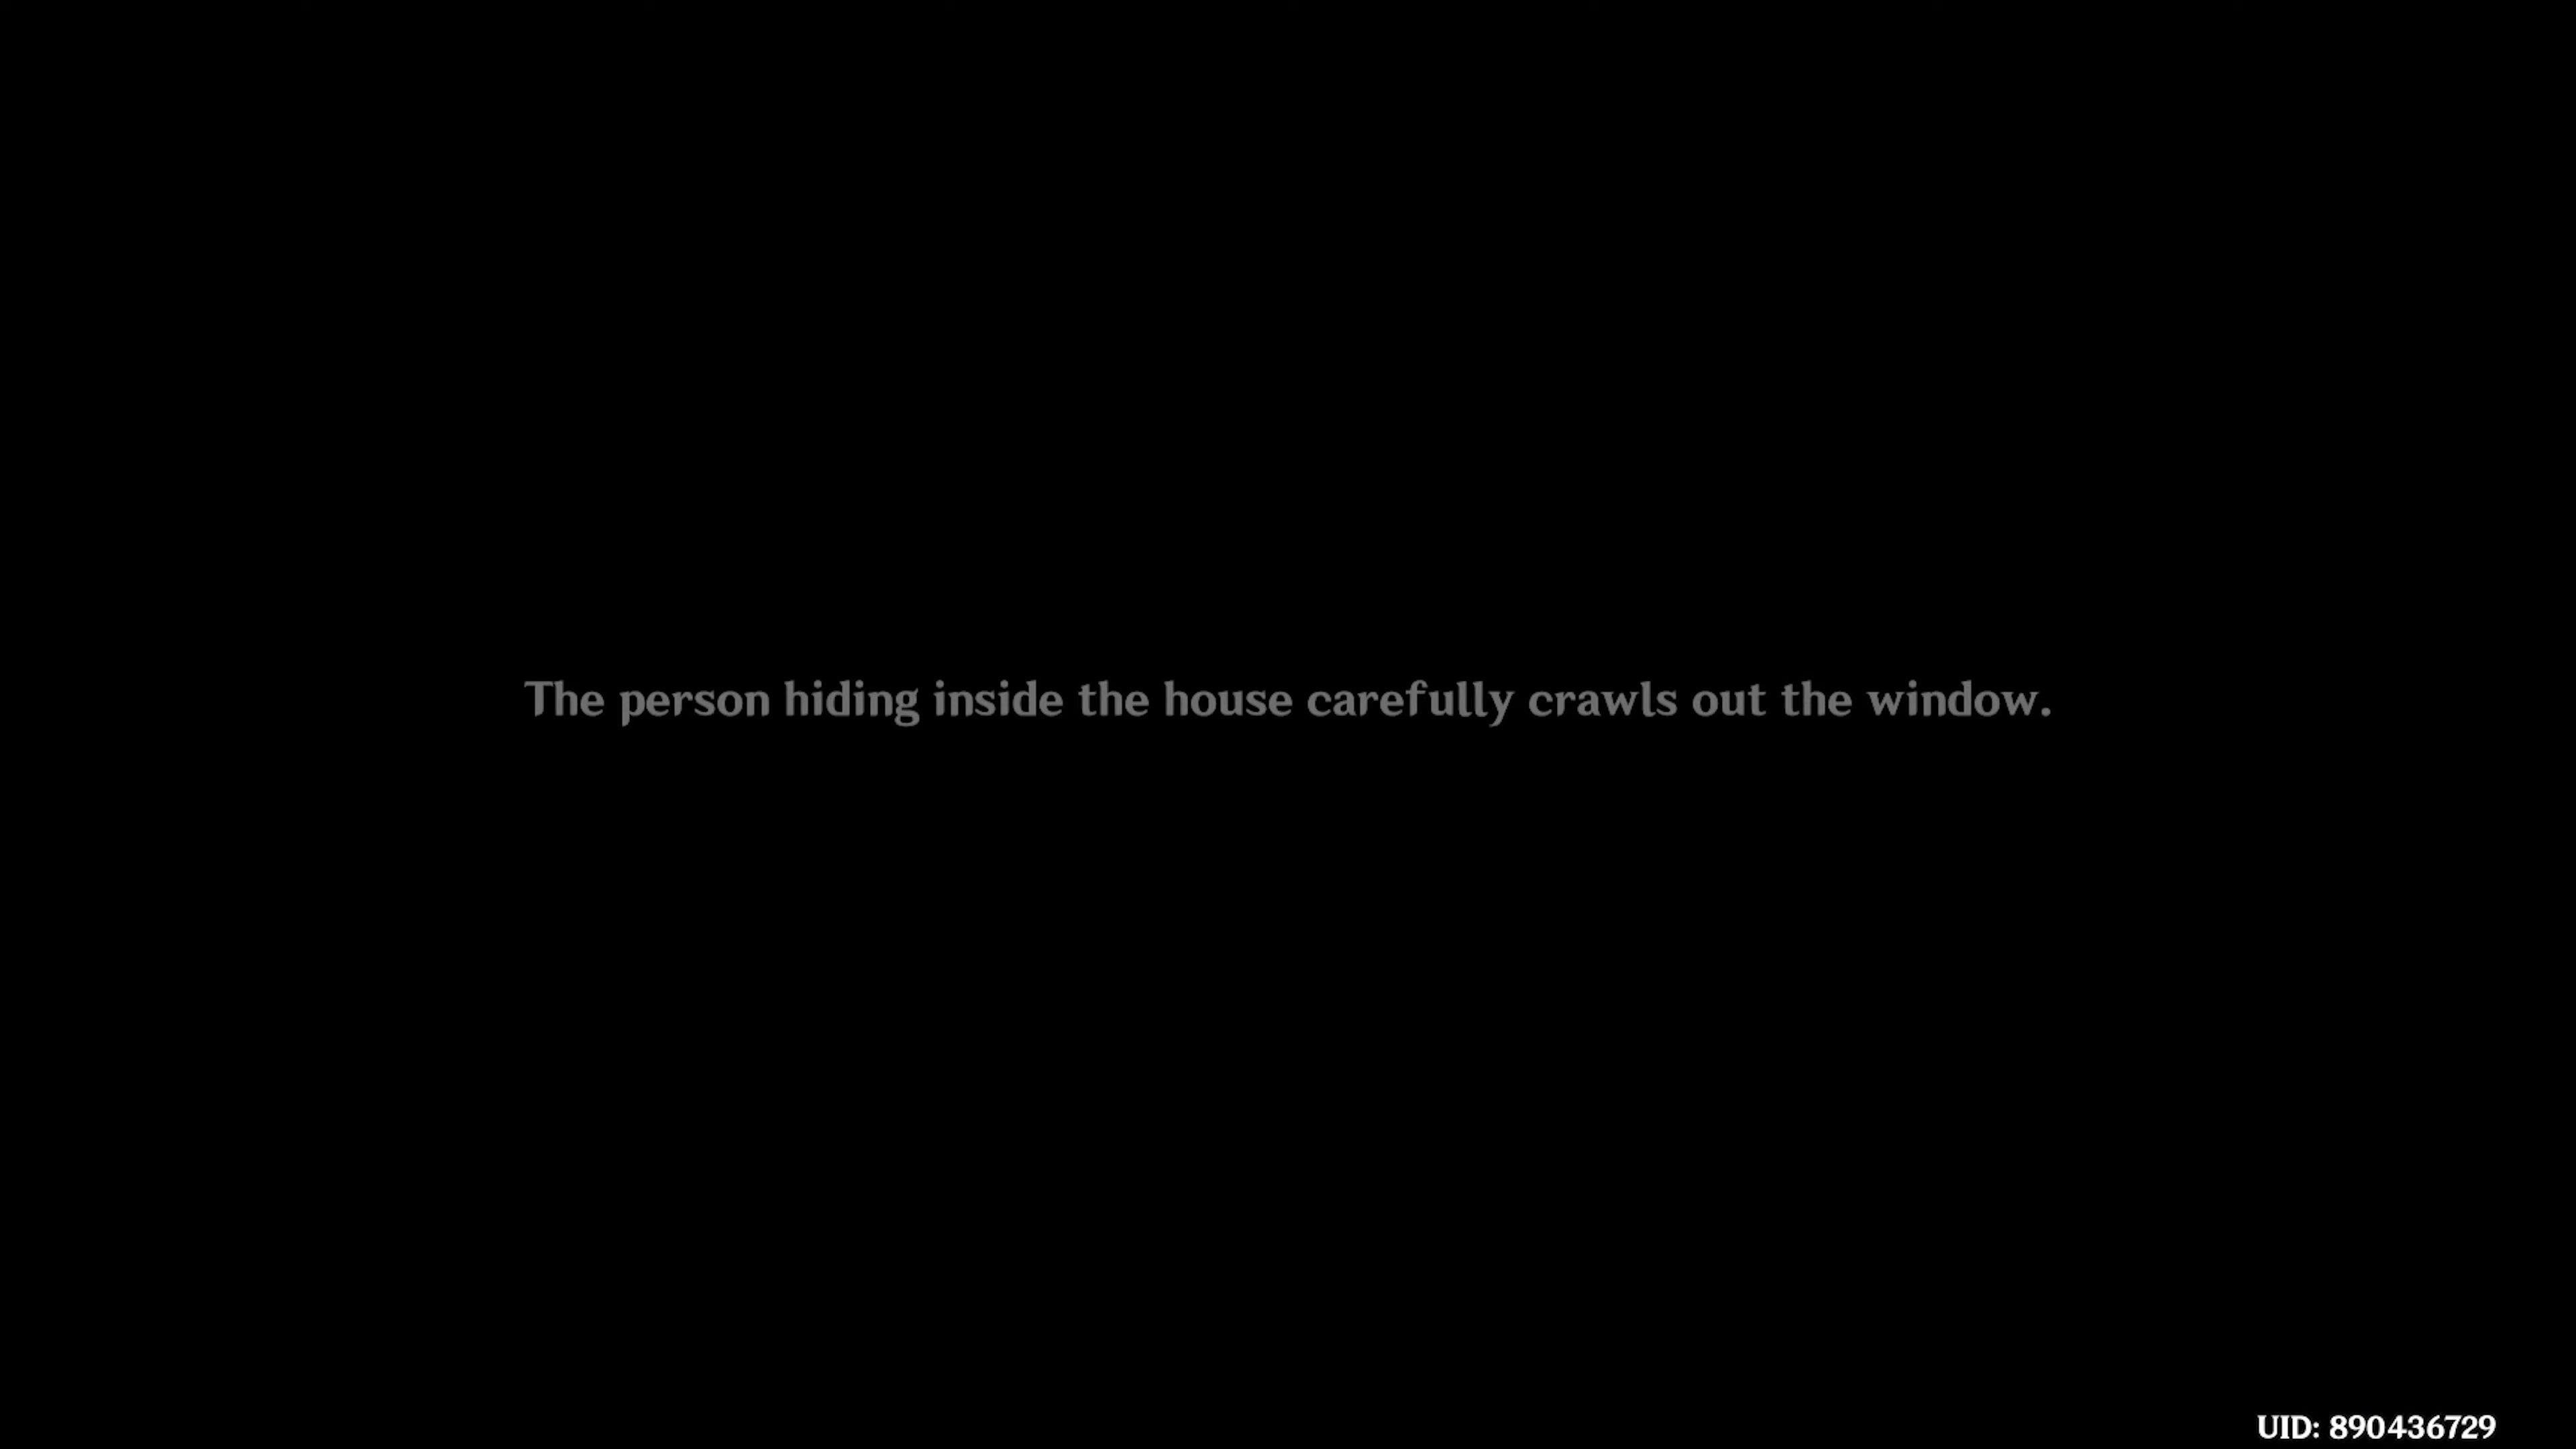 The person hiding inside the house carefully crawls out the window.
UID: 890436729